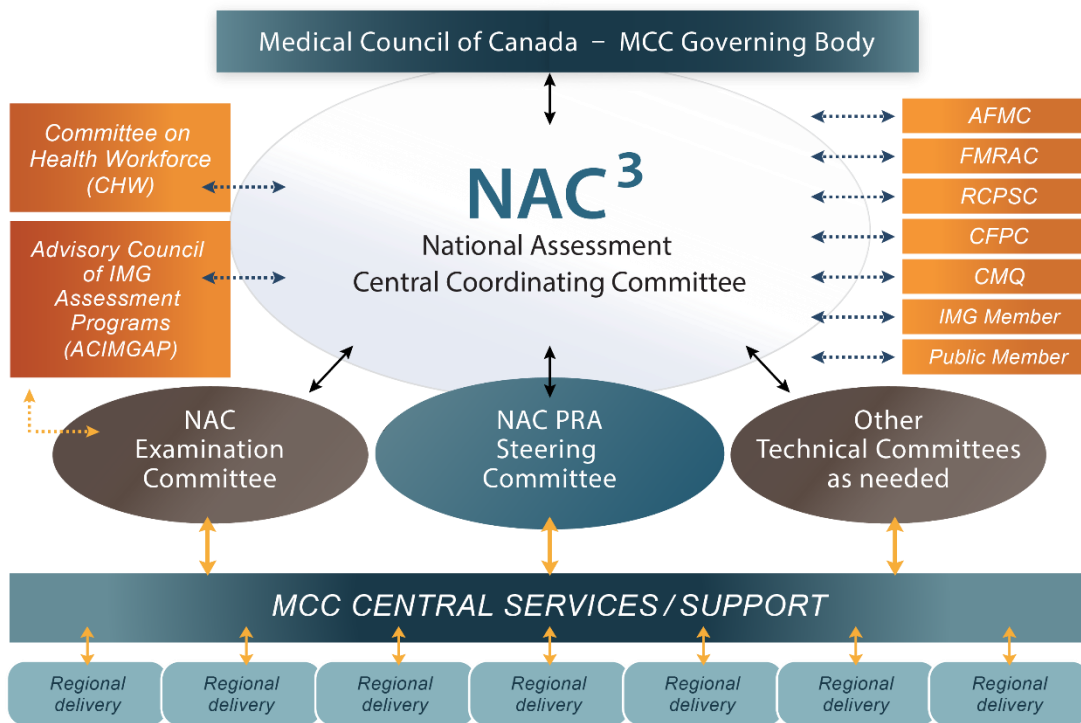 Medical Council of Canada – MCC Governing Body
Committee on
Health Workforce
(CHW)
Advisory Council
of IMG
Assessment
Programs
(ACIMGAP)
NAC³
National Assessment
Central Coordinating Committee
AFMC
FMRAC
RCPSC
CFPC
CMQ
IMG Member
Public Member
NAC
Examination
Committee
NAC PRA
Steering
Committee
Other
Technical Committees
as needed
MCC CENTRAL SERVICES / SUPPORT
Regional
delivery
Regional
delivery
Regional
delivery
Regional
delivery
Regional
delivery
Regional
delivery
Regional
delivery